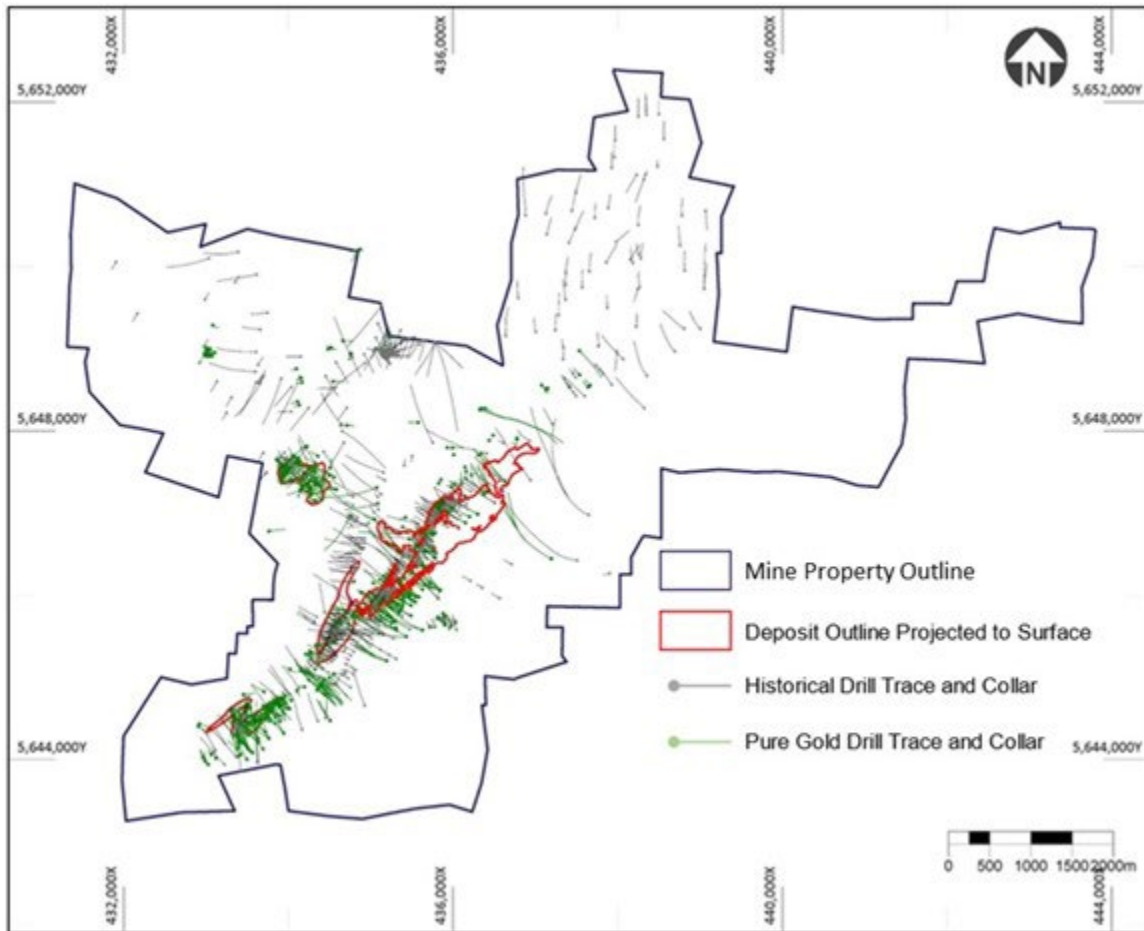 432,000X
436,000X
440,000X
444,000X
N
5,652,000Y
5,652,000Y
5,648,000Y
5,648,000Y
Mine Property Outline
Deposit Outline Projected to Surface
Historical Drill Trace and Collar
Pure Gold Drill Trace and Collar
5,644,000Y
5,644,000Y
0 500 1000 1500 2000m
432,000X
436,000X
440,000X
444,000X